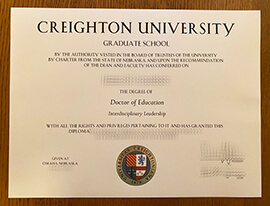 CREIGHTON UNIVERSITY
GRADUATE SCHOOL
BY THE AUTHORITY VESTED IN THE BOARD OF TRUSTEES OF THE UNIVERSITY
BY CHARTER FROM THE STATE OF NEBRASKA AND UPON THE RECOMMENDATION
OF THE DEAN AND FACULTY HAS CONFERRED ON
THE DEGREE OF
Doctor of Education
Interdisciplinary Leadership
WITH ALL THE RIGHTS AND PRIVILEGES PERTAINING TO IT AND HAS GRANTED THIS
DIPLOMA
GIVEN AT
OMAHA, NEBRASKA